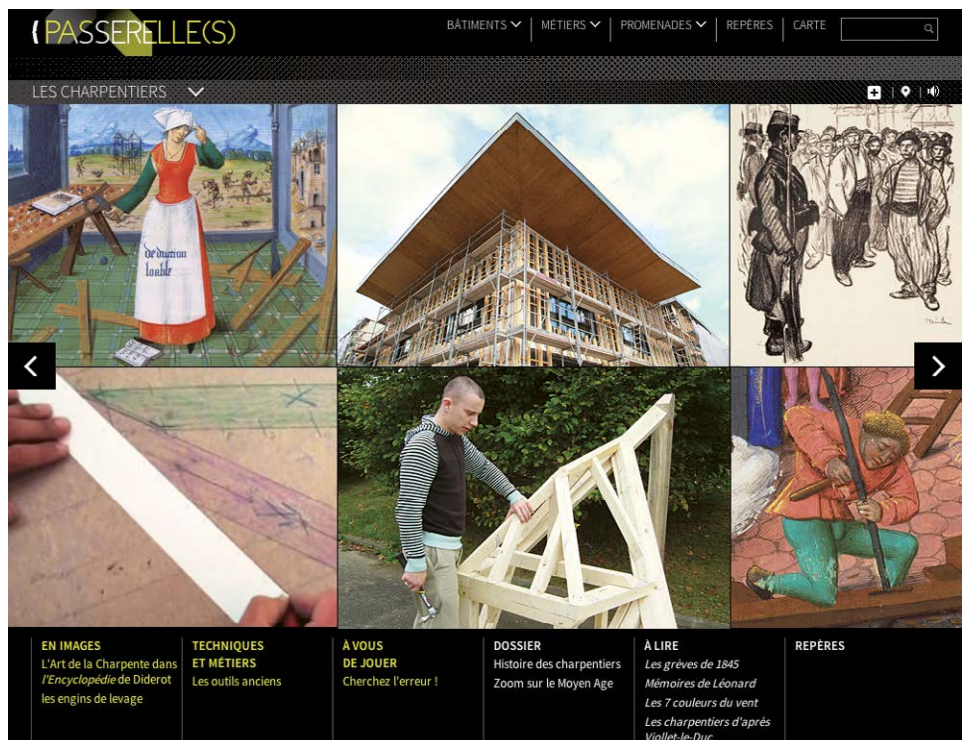 (PASSERELLE(S)
BÂTIMENTS
MÉTIERS
PROMENADES
REPÈRES
CARTE
LES CHARPENTIERS
deduction
loable
EN IMAGES
L'Art de la Charpente dans
l'Encyclopédie de Diderot
les engins de levage
TECHNIQUES
ET MÉTIERS
Les outils anciens
À VOUS
DE JOUER
Cherchez l'erreur !
DOSSIER
Histoire des charpentiers
Zoom sur le Moyen Age
À LIRE
Les grèves de 1845
Mémoires de Léonard
Les 7 couleurs du vent
Les charpentiers d'après
Viollet-le-Duc
REPÈRES